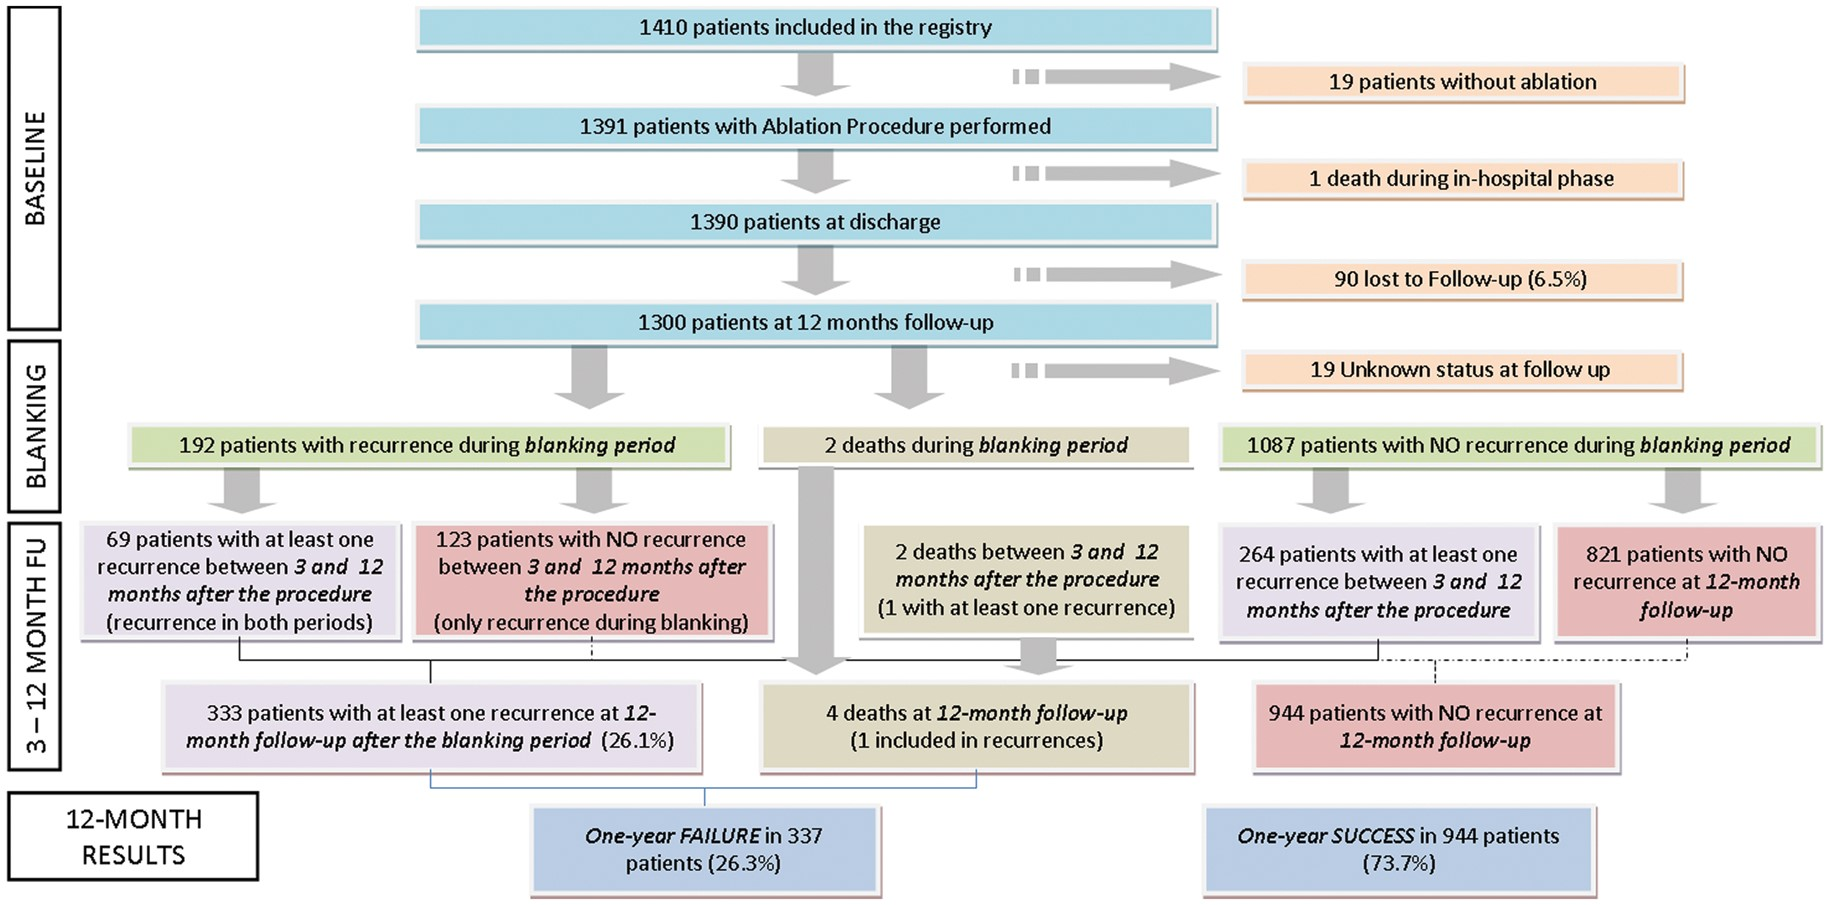 BASELINE
1410 patients included in the registry
19 patients without ablation
1391 patients with Ablation Procedure performed
1 death during in-hospital phase
1390 patients at discharge
90 lost to Follow-up (6.5%)
1300 patients at 12 months follow-up
BLANKING
19 Unknown status at follow up
192 patients with recurrence during blanking period
2 deaths during blanking period
1087 patients with NO recurrence during blanking period
3 – 12 MONTH FU
69 patients with at least one
recurrence between 3 and 12
months after the procedure
(recurrence in both periods)
123 patients with NO recurrence
between 3 and 12 months after
the procedure
(only recurrence during blanking)
2 deaths between 3 and 12
months after the procedure
(1 with at least one recurrence)
264 patients with at least one
recurrence between 3 and 12
months after the procedure
821 patients with NO
recurrence at 12-month
follow-up
333 patients with at least one recurrence at 12-
month follow-up after the blanking period (26.1%)
4 deaths at 12-month follow-up
(1 included in recurrences)
944 patients with NO recurrence at
12-month follow-up
12-MONTH
RESULTS
One-year FAILURE in 337
patients (26.3%)
One-year SUCCESS in 944 patients
(73.7%)